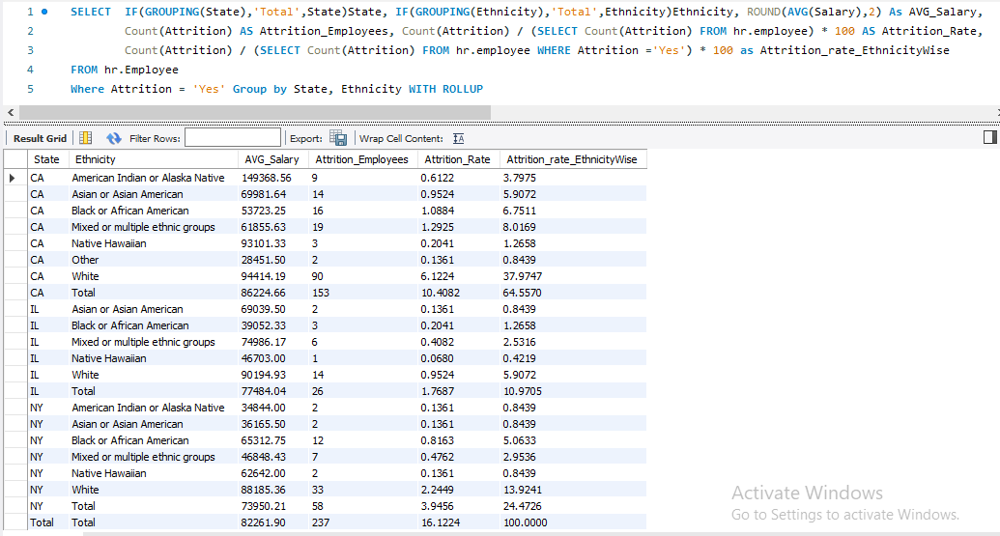 1 SELECT IF(GROUPING(State),'Total',State)State, IF(GROUPING(Ethnicity),'Total',Ethnicity)Ethnicity, ROUND(AVG(Salary),2) As AVG_Salary,
2 Count(Attrition) AS Attrition_Employees, Count(Attrition) / (SELECT Count(Attrition) FROM hr.employee) * 100 AS Attrition_Rate,
3 Count(Attrition) / (SELECT Count(Attrition) FROM hr.employee WHERE Attrition ='Yes') * 100 as Attrition_rate_EthnicityWise
4 FROM hr.Employee
5 Where Attrition = 'Yes' Group by State, Ethnicity WITH ROLLUP
Result Grid Filter Rows: Export: Wrap Cell Content:
State Ethnicity AVG_Salary Attrition_Employees Attrition_Rate Attrition_rate_EthnicityWise
CA American Indian or Alaska Native 149368.56 9 0.6122 3.7975
CA Asian or Asian American 69981.64 14 0.9524 5.9072
CA Black or African American 53723.25 16 1.0884 6.7511
CA Mixed or multiple ethnic groups 61855.63 19 1.2925 8.0169
CA Native Hawaiian 93101.33 3 0.2041 1.2658
CA Other 28451.50 2 0.1361 0.8439
CA White 94414.19 90 6.1224 37.9747
CA Total 86224.66 153 10.4082 64.5570
IL Asian or Asian American 69039.50 2 0.1361 0.8439
IL Black or African American 39052.33 3 0.2041 1.2658
IL Mixed or multiple ethnic groups 74986.17 6 0.4082 2.5316
IL Native Hawaiian 46703.00 1 0.0680 0.4219
IL White 90194.93 14 0.9524 5.9072
IL Total 77484.04 26 1.7687 10.9705
NY American Indian or Alaska Native 34844.00 2 0.1361 0.8439
NY Asian or Asian American 36165.50 2 0.1361 0.8439
NY Black or African American 65312.75 12 0.8163 5.0633
NY Mixed or multiple ethnic groups 46848.43 7 0.4762 2.9536
NY Native Hawaiian 62642.00 2 0.1361 0.8439
NY White 88185.36 33 2.2449 13.9241
NY Total 73950.21 58 3.9456 24.4726
Total Total 82261.90 237 16.1224 100.0000
Activate Windows
Go to Settings to activate Windows.